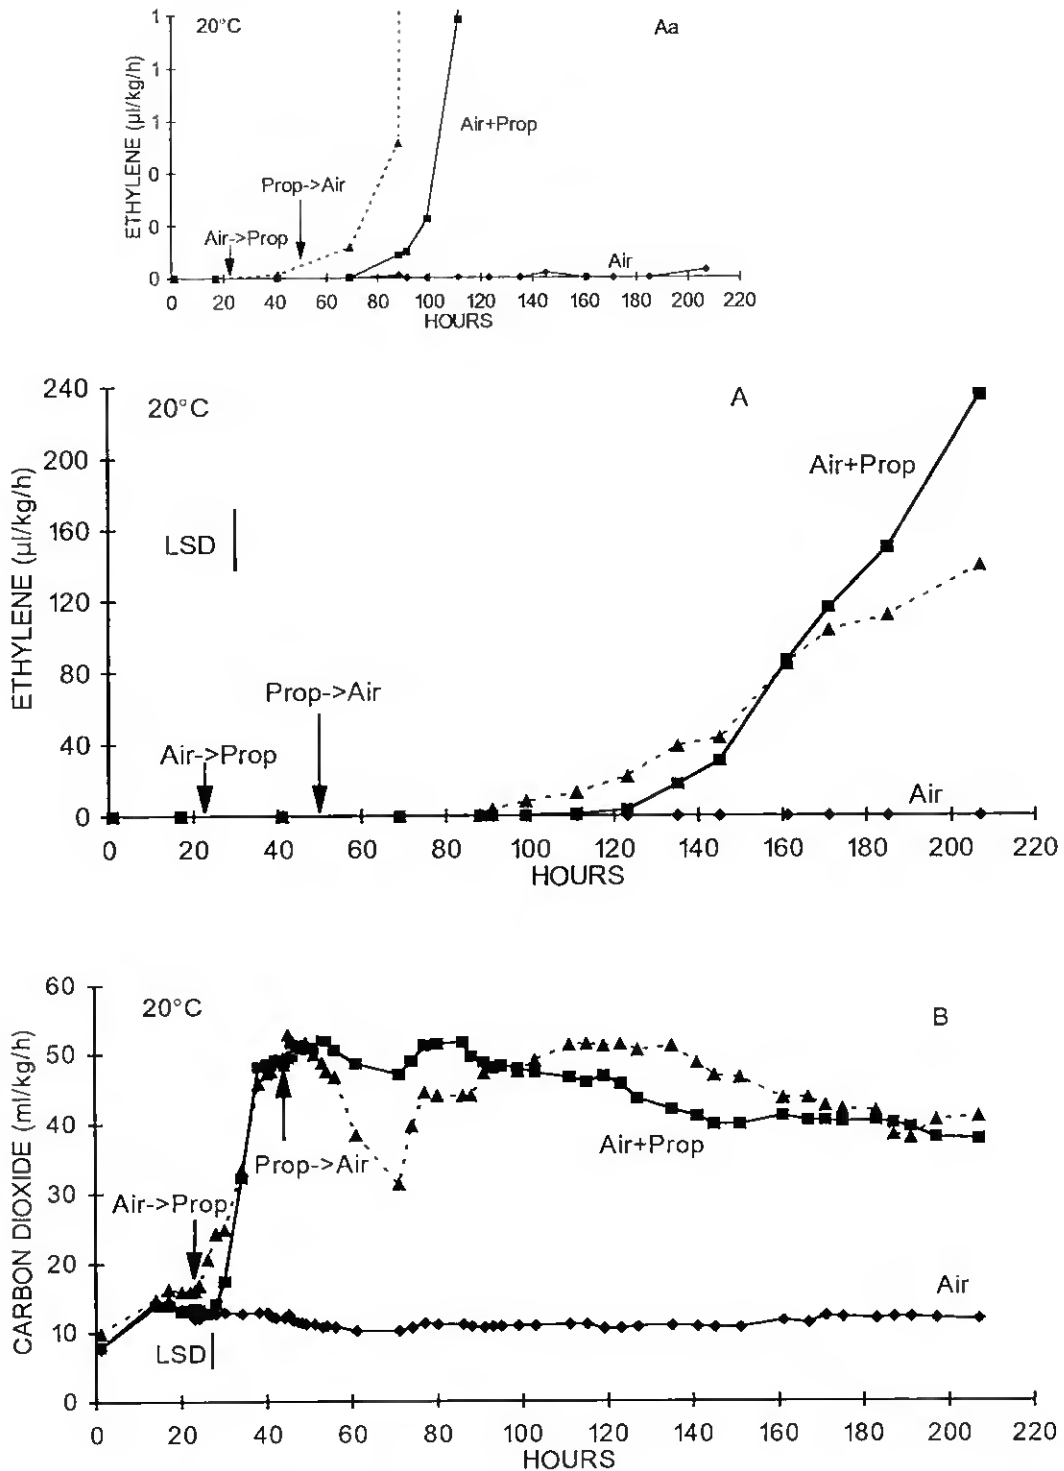 20°C
Aa
ETHYLENE (µl/kg/h)
1
1
1
0
0
0
Air+Prop
Prop->Air
Air->Prop
Air
0 20 40 60 80 100 120 140 160 180 200 220
HOURS
20°C
A
ETHYLENE (µl/kg/h)
240
200
160
120
80
40
0
Air+Prop
LSD
Prop->Air
Air->Prop
Air
0 20 40 60 80 100 120 140 160 180 200 220
HOURS
20°C
B
CARBON DIOXIDE (ml/kg/h)
60
50
40
30
20
10
0
Air+Prop
Prop->Air
Air->Prop
Air
LSD
0 20 40 60 80 100 120 140 160 180 200 220
HOURS